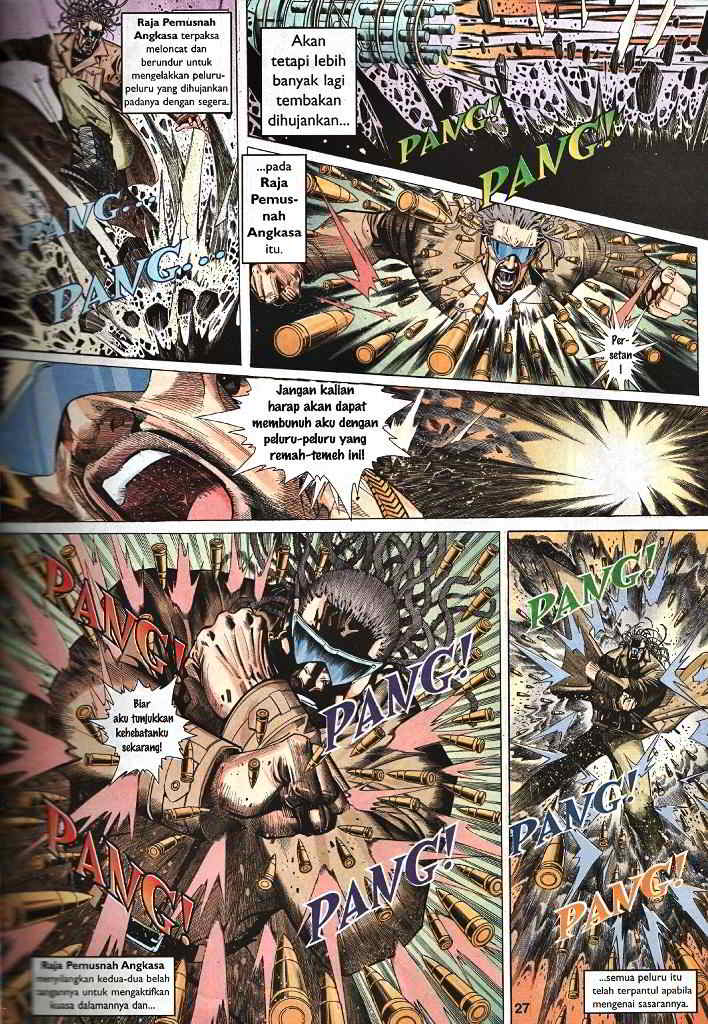 Raja Pemusnah
Angkasa terpaksa
meloncat dan
berundur untuk
mengelakkan peluru-
peluru yang dihujankan
padanya dengan segera.
PANG...
PANG....
Akan
tetapi lebih
banyak lagi
tembakan
dihujankan...
PANG!
PANG!
...pada
Raja
Pemus-
nah
Angkasa
itu.
Per-
setan
!
Jangan kalian
harap akan dapat
membunuh aku dengan
peluru-peluru yang
remah-temeh ini!
PANG!
PANG!
Biar
aku tunjukkan
kehebatanku
sekarang!
PANG!
PANG!
Raja Pemusnah Angkasa
menyilangkan kedua-dua belah
tangannya untuk mengaktifkan
kuasa dalamannya dan...
PANG!
PANG!
PANG!
...semua peluru itu
telah terpantul apabila
mengenai sasarannya.
27